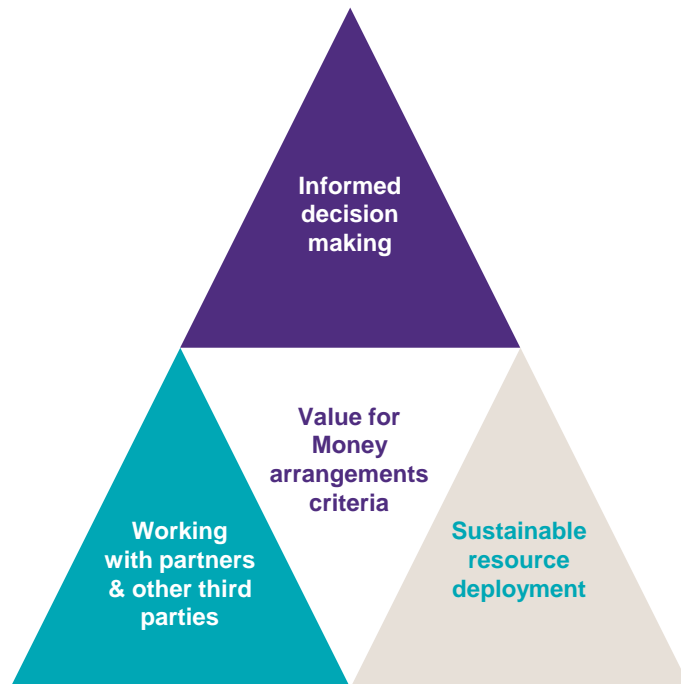 Informed
decision
making
Value for
Money
arrangements
criteria
Working
with partners
& other third
parties
Sustainable
resource
deployment